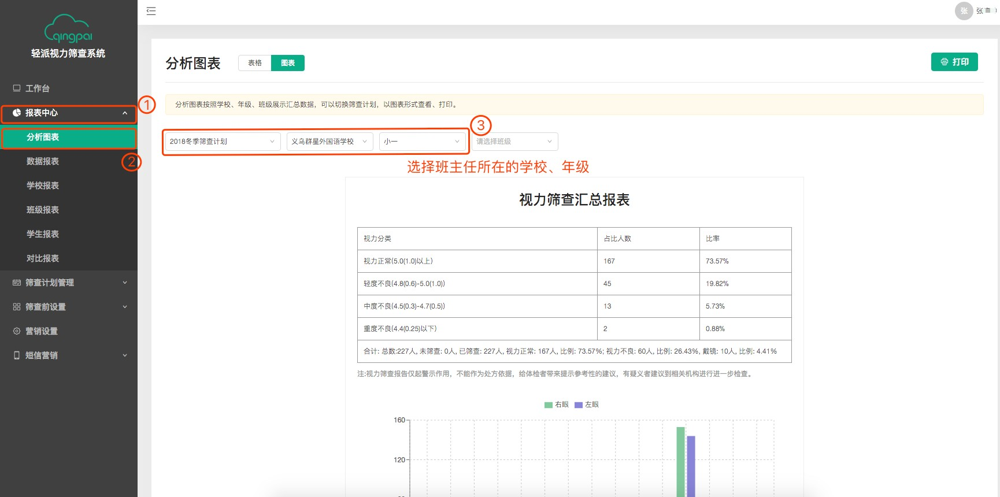 qingpai
轻派视力筛查系统
工作台
报表中心
分析图表
数据报表
学校报表
班级报表
学生报表
对比报表
筛查计划管理
筛查前设置
营销设置
短信营销
1
2
张 张
分析图表 表格 图表 打印
分析图表按照学校、年级、班级展示汇总数据，可以切换筛查计划，以图表形式查看、打印。
3
2018冬季筛查计划 义乌群星外国语学校 小一 请选择班级
选择班主任所在的学校、年级
视力筛查汇总报表
视力分类 占比人数 比率
视力正常(5.0(1.0)以上) 167 73.57%
轻度不良(4.8(0.6)-5.0(1.0)) 45 19.82%
中度不良(4.5(0.3)-4.7(0.5)) 13 5.73%
重度不良(4.4(0.25)以下) 2 0.88%
合计: 总数:227人, 未筛查: 0人, 已筛查: 227人, 视力正常: 167人, 比例: 73.57%; 视力不良: 60人, 比例: 26.43%, 戴镜: 10人, 比例: 4.41%
注:视力筛查报告仅起警示作用，不能作为处方依据，给体检者带来提示参考性的建议，有疑义者建议到相关机构进行进一步检查。
右眼 左眼
160
120